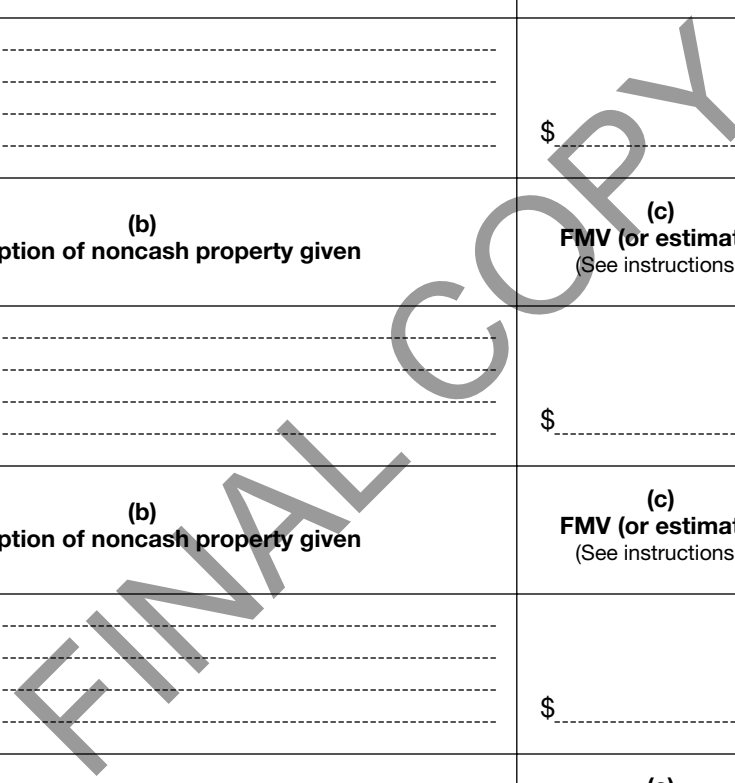 $
(b)
ption of noncash property given
(c)
FMV (or estimat
(See instructions
$
(b)
ption of noncash property given
(c)
FMV (or estimat
(See instructions
$
FINAL COPY